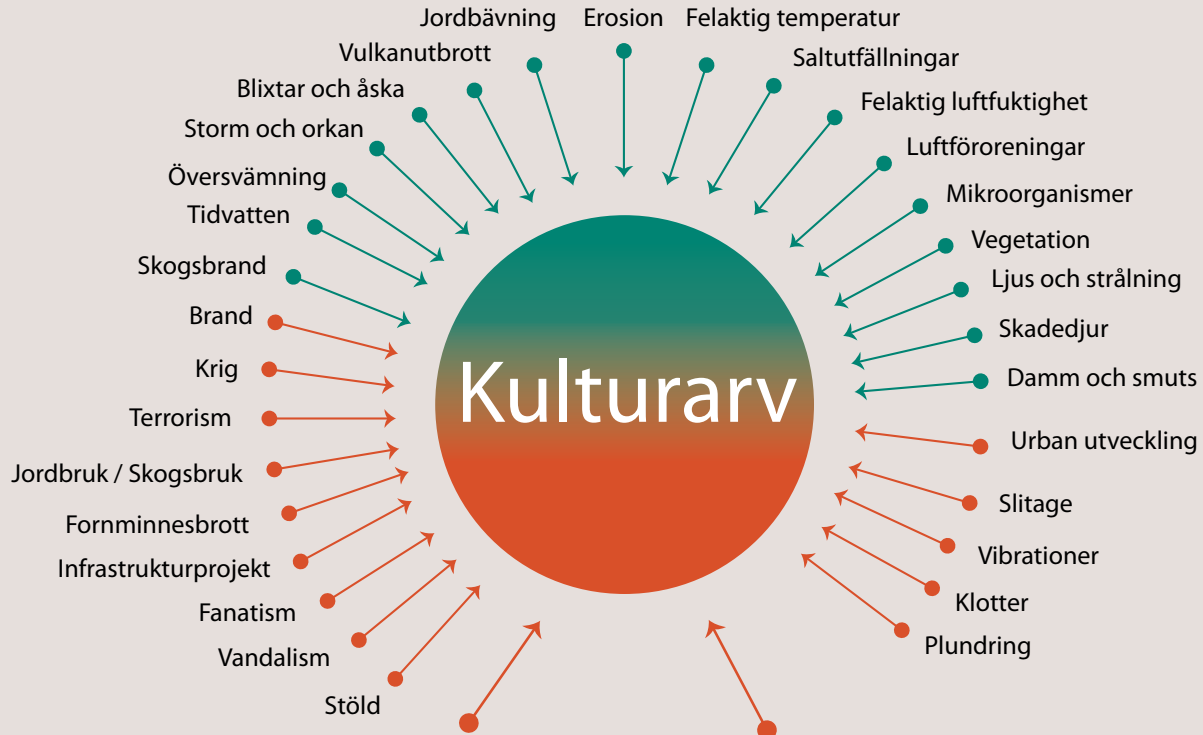 Jordbävning
Erosion
Felaktig temperatur
Vulkanutbrott
Saltutfällningar
Blixtar och åska
Felaktig luftfuktighet
Storm och orkan
Luftföroreningar
Översvämning
Mikroorganismer
Tidvatten
Vegetation
Skogsbrand
Ljus och strålning
Brand
Skadedjur
Krig
Damm och smuts
Kulturarv
Terrorism
Urban utveckling
Jordbruk / Skogsbruk
Slitage
Fornminnesbrott
Vibrationer
Infrastrukturprojekt
Klotter
Fanatism
Plundring
Vandalism
Stöld